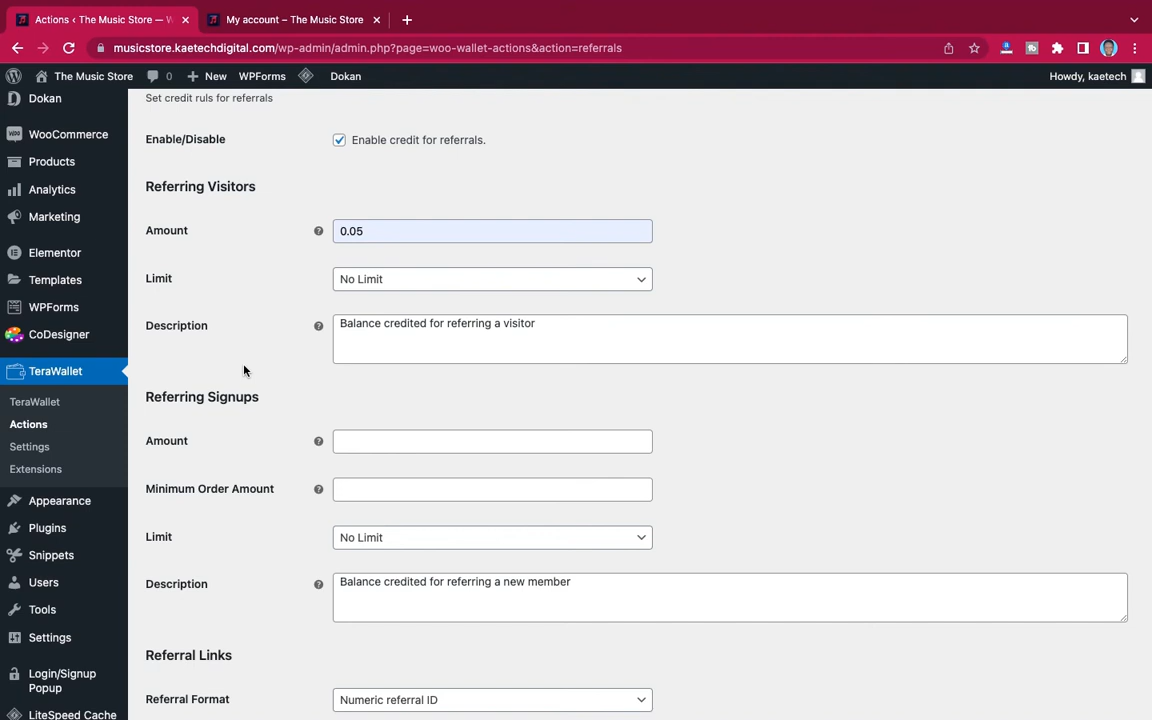 Actions ‹ The Music Store — W
My account – The Music Store
musicstore.kaetechdigital.com/wp-admin/admin.php?page=woo-wallet-actions&action=referrals
The Music Store
0
New
WPForms
Dokan
Howdy, kaetech
Dokan
WooCommerce
Products
Analytics
Marketing
Elementor
Templates
WPForms
CoDesigner
TeraWallet
TeraWallet
Actions
Settings
Extensions
Appearance
Plugins
Snippets
Users
Tools
Settings
Login/Signup
Popup
LiteSpeed Cache
Set credit ruls for referrals
Enable/Disable
Enable credit for referrals.
Referring Visitors
Amount
0.05
Limit
No Limit
Description
Balance credited for referring a visitor
Referring Signups
Amount
Minimum Order Amount
Limit
No Limit
Description
Balance credited for referring a new member
Referral Links
Referral Format
Numeric referral ID